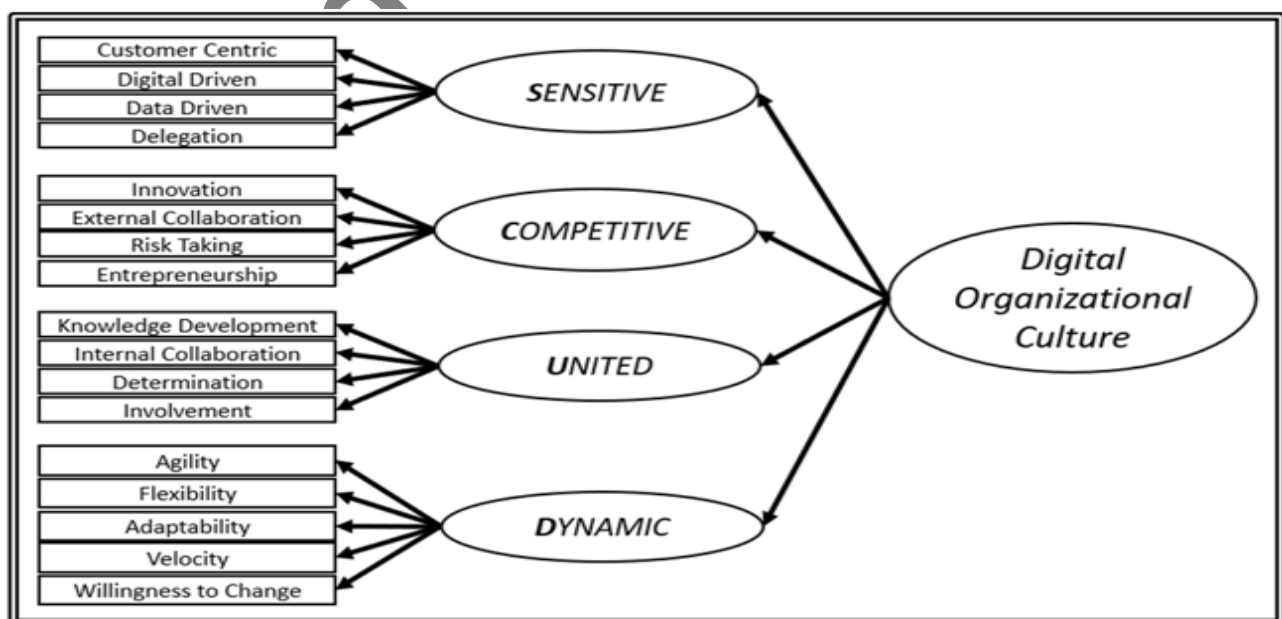 Customer Centric
Digital Driven
Data Driven
Delegation
SENSITIVE
Innovation
External Collaboration
Risk Taking
Entrepreneurship
COMPETITIVE
Knowledge Development
Internal Collaboration
Determination
Involvement
UNITED
Agility
Flexibility
Adaptability
Velocity
Willingness to Change
DYNAMIC
Digital
Organizational
Culture